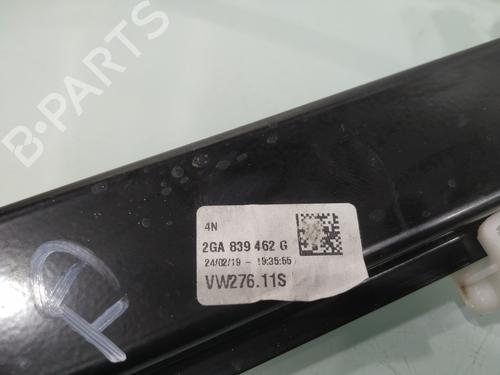 B-PARTS
4N
2GA 839 462 G
24/02/19 - 19:35:55
VW276.11S